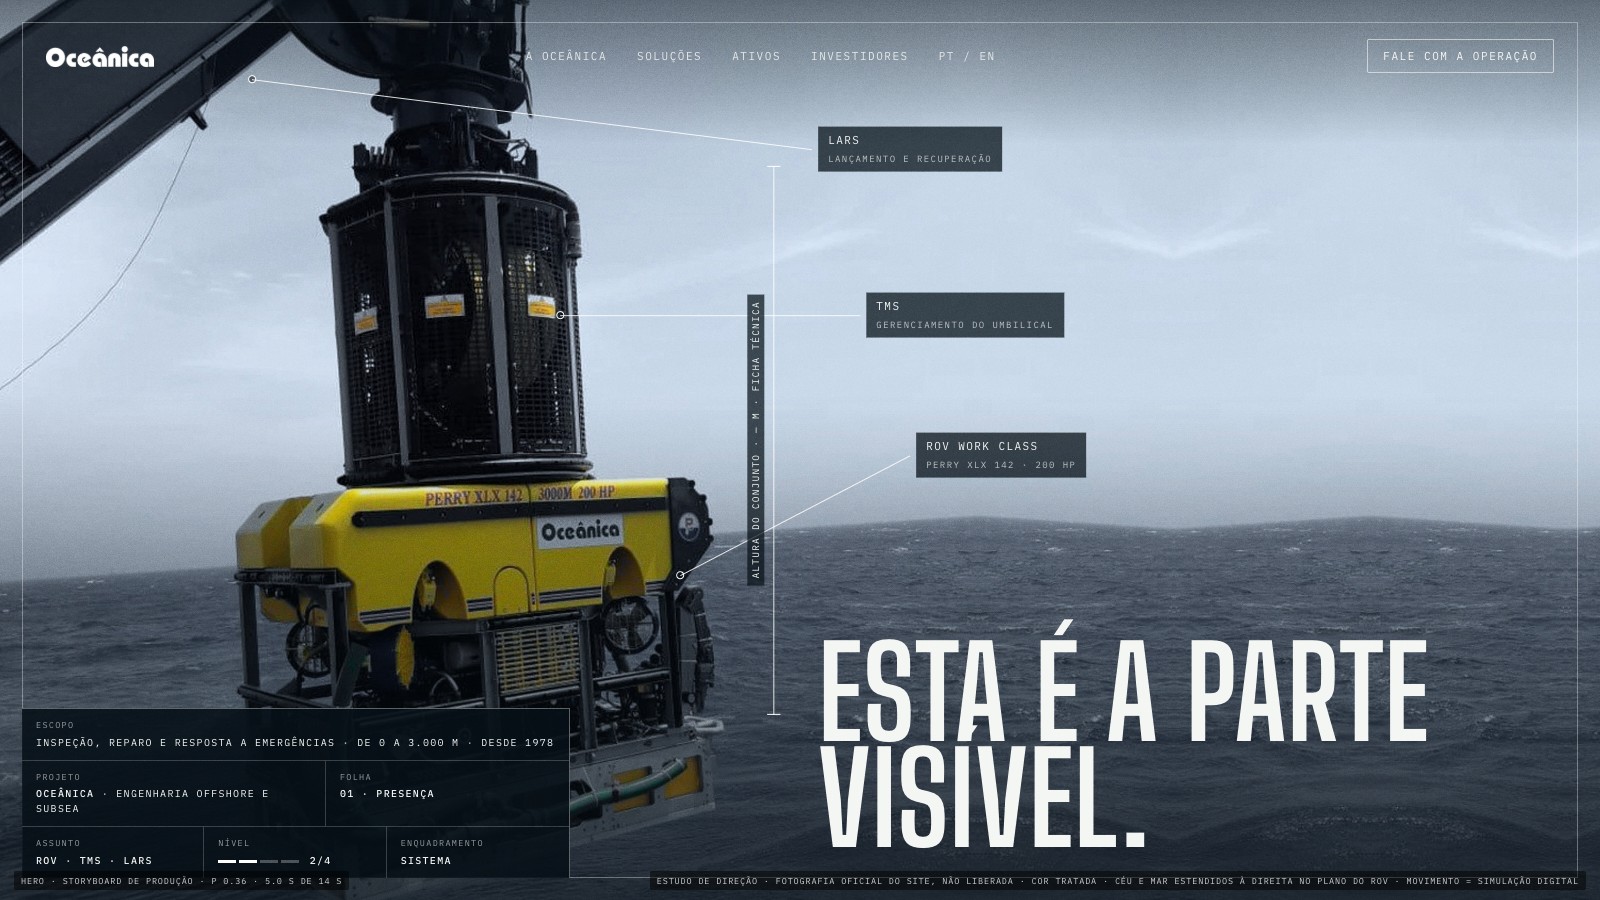 Oceânica
A OCEÂNICA SOLUÇÕES ATIVOS INVESTIDORES PT / EN
FALE COM A OPERAÇÃO
LARS
LANÇAMENTO E RECUPERAÇÃO
TMS
GERENCIAMENTO DO UMBILICAL
ALTURA DO CONJUNTO · — M · FICHA TÉCNICA
ROV WORK CLASS
PERRY XLX 142 · 200 HP
PERRY XLX 142 3000M 200 HP
Oceânica
ESTA É A PARTE
VISÍVEL.
ESCOPO
INSPEÇÃO, REPARO E RESPOSTA A EMERGÊNCIAS · DE 0 A 3.000 M · DESDE 1978
PROJETO
OCEÂNICA · ENGENHARIA OFFSHORE E
SUBSEA
FOLHA
01 · PRESENÇA
ASSUNTO
ROV · TMS · LARS
NÍVEL
2/4
ENQUADRAMENTO
SISTEMA
HERO · STORYBOARD DE PRODUÇÃO · P 0.36 · 5.0 S DE 14 S
ESTUDO DE DIREÇÃO · FOTOGRAFIA OFICIAL DO SITE, NÃO LIBERADA · COR TRATADA · CÉU E MAR ESTENDIDOS À DIREITA NO PLANO DO ROV · MOVIMENTO = SIMULAÇÃO DIGITAL